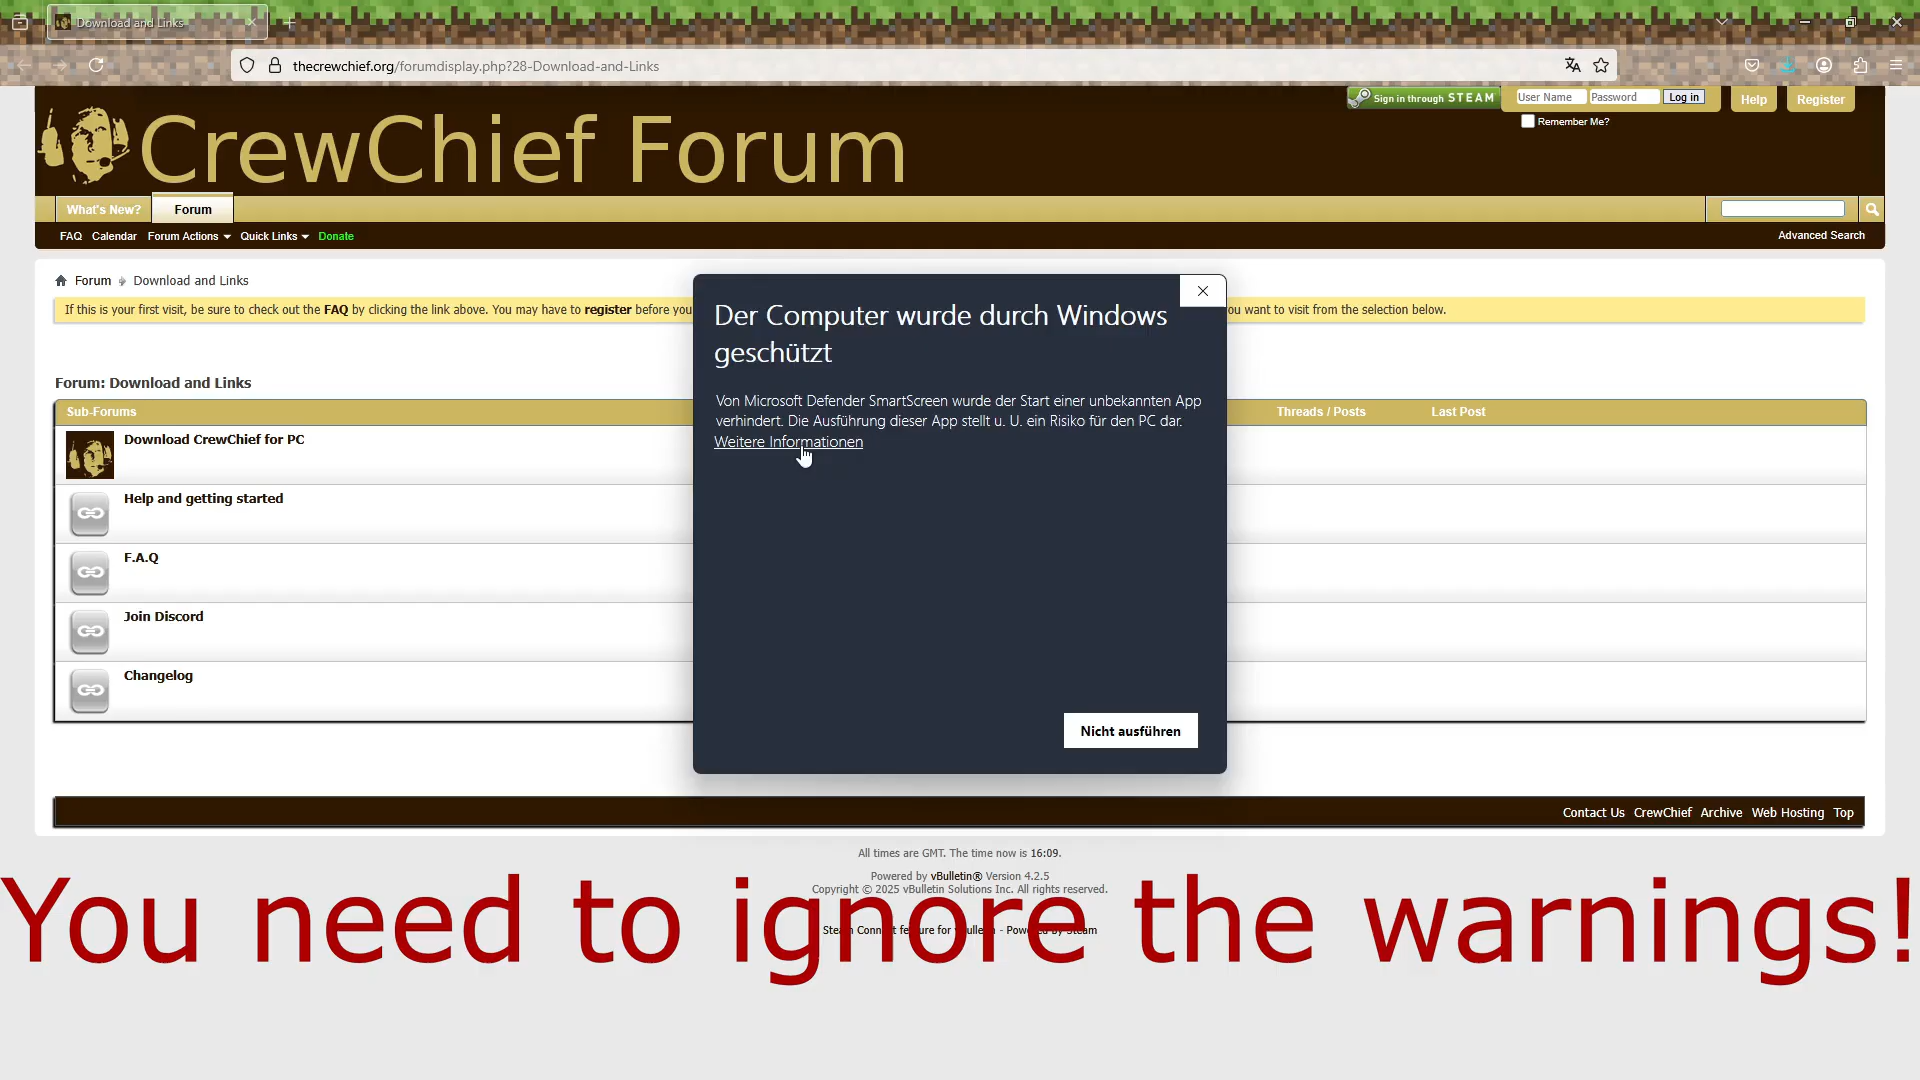 Download and Links
thecrewchief.org/forumdisplay.php?28-Download-and-Links
Sign in through STEAM
User Name
Password
Log in
Help
Register
Remember Me?
CrewChief Forum
What's New?
Forum
FAQ
Calendar
Forum Actions
Quick Links
Donate
Advanced Search
Forum
Download and Links
If this is your first visit, be sure to check out the FAQ by clicking the link above. You may have to register before you
ou want to visit from the selection below.
Der Computer wurde durch Windows
geschützt
Von Microsoft Defender SmartScreen wurde der Start einer unbekannten App
verhindert. Die Ausführung dieser App stellt u. U. ein Risiko für den PC dar.
Weitere Informationen
Nicht ausführen
Forum: Download and Links
Sub-Forums
Threads / Posts
Last Post
Download CrewChief for PC
Help and getting started
F.A.Q
Join Discord
Changelog
Contact Us
CrewChief
Archive
Web Hosting
Top
All times are GMT. The time now is 16:09.
Powered by vBulletin® Version 4.2.5
Copyright © 2025 vBulletin Solutions Inc. All rights reserved.
You need to ignore the warnings!
Steam for - by Steam